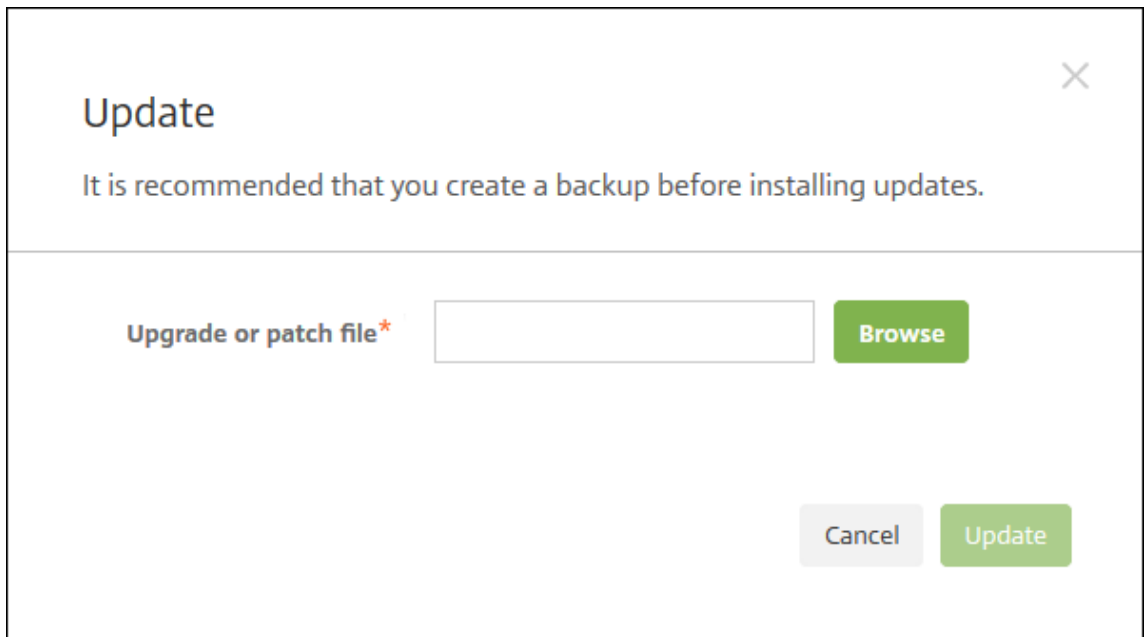 Update
It is recommended that you create a backup before installing updates.
Upgrade or patch file* Browse
Cancel Update